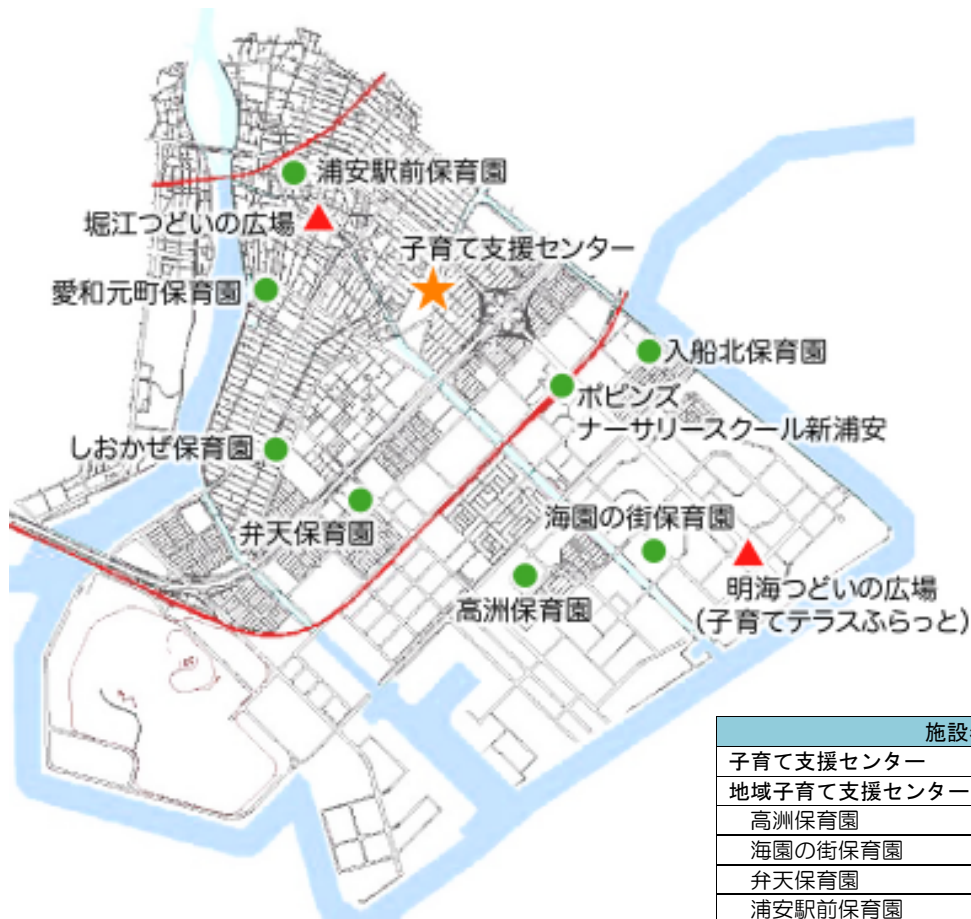 浦安駅前保育園
堀江つどいの広場
子育て支援センター
愛和元町保育園
入船北保育園
ポピンズ
ナーサリースクール新浦安
しおかぜ保育園
海園の街保育園
弁天保育園
高洲保育園
明海つどいの広場
(子育てテラスふらっと)
施設
子育て支援センター
地域子育て支援センター
高洲保育園
海園の街保育園
弁天保育園
浦安駅前保育園